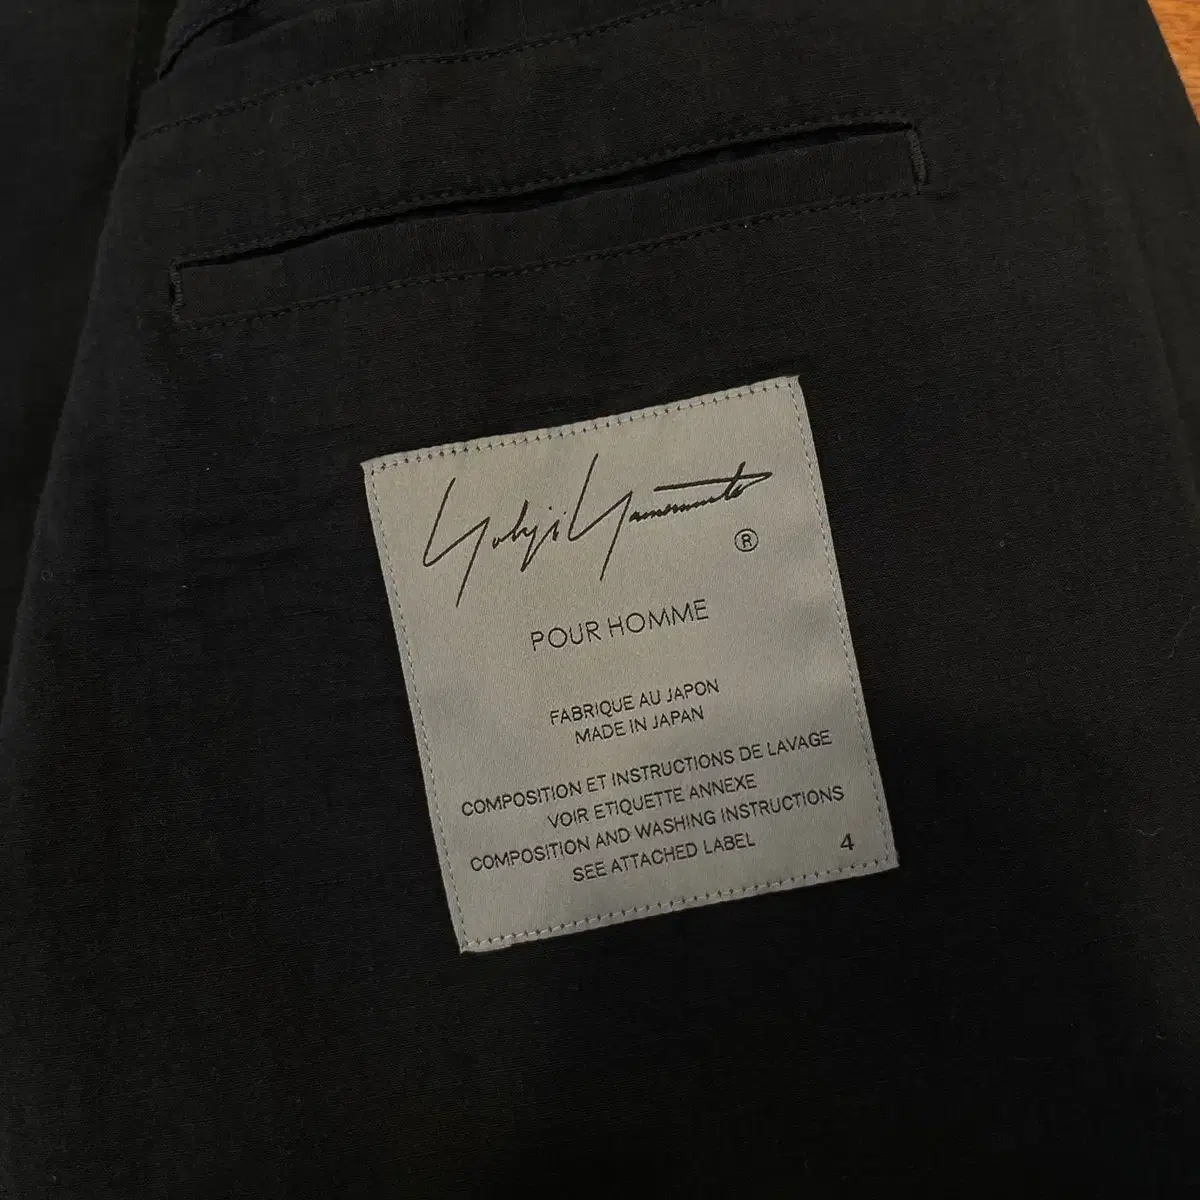 Yohji Yamamoto
®
POUR HOMME
FABRIQUE AU JAPON
MADE IN JAPAN
COMPOSITION ET INSTRUCTIONS DE LAVAGE
VOIR ETIQUETTE ANNEXE
COMPOSITION AND WASHING INSTRUCTIONS
SEE ATTACHED LABEL
4